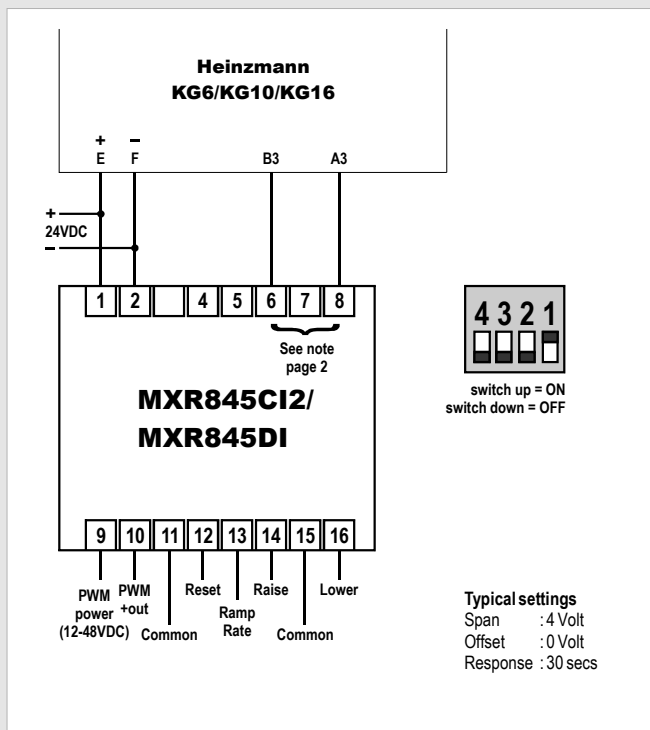 Heinzmann
KG6/KG10/KG16
+ −
E F B3 A3
+
24VDC
−
1 2 4 5 6 7 8
See note
page 2
MXR845CI2/
MXR845DI
4 3 2 1
switch up = ON
switch down = OFF
9 10 11 12 13 14 15 16
PWM
power
(12-48VDC)
PWM
+out
Common
Reset
Ramp
Rate
Raise
Common
Lower
Typical settings
Span : 4 Volt
Offset : 0 Volt
Response : 30 secs